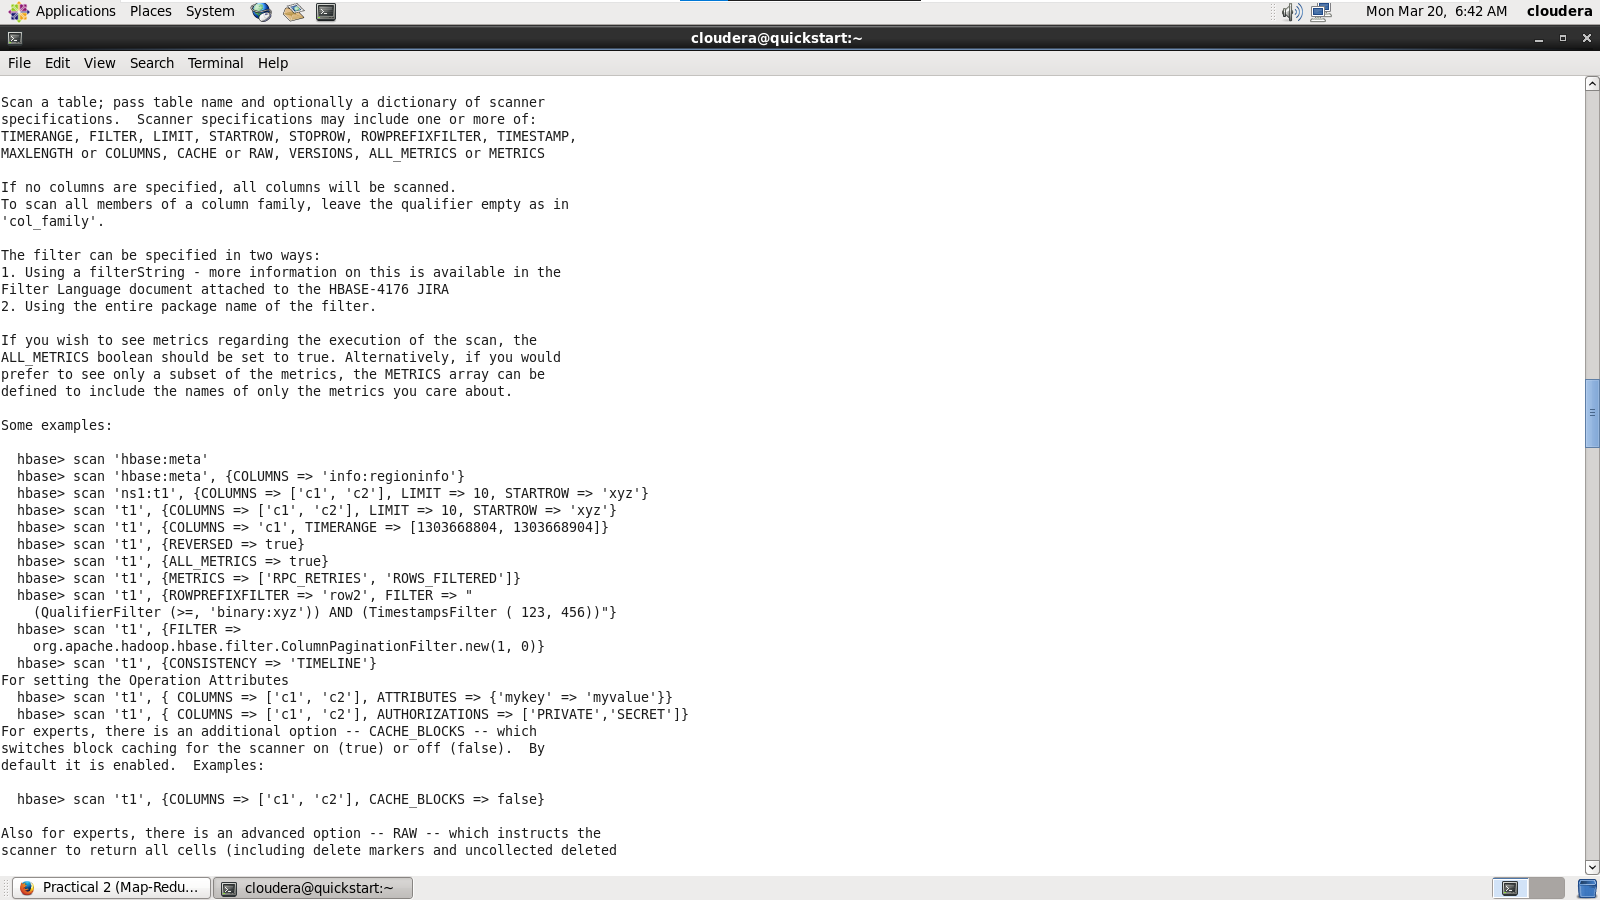 Applications Places System Mon Mar 20, 6:42 AM cloudera
cloudera@quickstart:~
File Edit View Search Terminal Help
Scan a table; pass table name and optionally a dictionary of scanner
specifications.  Scanner specifications may include one or more of:
TIMERANGE, FILTER, LIMIT, STARTROW, STOPROW, ROWPREFIXFILTER, TIMESTAMP,
MAXLENGTH or COLUMNS, CACHE or RAW, VERSIONS, ALL_METRICS or METRICS
If no columns are specified, all columns will be scanned.
To scan all members of a column family, leave the qualifier empty as in
'col_family'.
The filter can be specified in two ways:
1. Using a filterString - more information on this is available in the
Filter Language document attached to the HBASE-4176 JIRA
2. Using the entire package name of the filter.
If you wish to see metrics regarding the execution of the scan, the
ALL_METRICS boolean should be set to true. Alternatively, if you would
prefer to see only a subset of the metrics, the METRICS array can be
defined to include the names of only the metrics you care about.
Some examples:
  hbase> scan 'hbase:meta'
  hbase> scan 'hbase:meta', {COLUMNS => 'info:regioninfo'}
  hbase> scan 'ns1:t1', {COLUMNS => ['c1', 'c2'], LIMIT => 10, STARTROW => 'xyz'}
  hbase> scan 't1', {COLUMNS => ['c1', 'c2'], LIMIT => 10, STARTROW => 'xyz'}
  hbase> scan 't1', {COLUMNS => 'c1', TIMERANGE => [1303668804, 1303668904]}
  hbase> scan 't1', {REVERSED => true}
  hbase> scan 't1', {ALL_METRICS => true}
  hbase> scan 't1', {METRICS => ['RPC_RETRIES', 'ROWS_FILTERED']}
  hbase> scan 't1', {ROWPREFIXFILTER => 'row2', FILTER => "
    (QualifierFilter (>=, 'binary:xyz')) AND (TimestampsFilter ( 123, 456))"}
  hbase> scan 't1', {FILTER =>
    org.apache.hadoop.hbase.filter.ColumnPaginationFilter.new(1, 0)}
  hbase> scan 't1', {CONSISTENCY => 'TIMELINE'}
For setting the Operation Attributes
  hbase> scan 't1', { COLUMNS => ['c1', 'c2'], ATTRIBUTES => {'mykey' => 'myvalue'}}
  hbase> scan 't1', { COLUMNS => ['c1', 'c2'], AUTHORIZATIONS => ['PRIVATE','SECRET']}
For experts, there is an additional option -- CACHE_BLOCKS -- which
switches block caching for the scanner on (true) or off (false).  By
default it is enabled.  Examples:
  hbase> scan 't1', {COLUMNS => ['c1', 'c2'], CACHE_BLOCKS => false}
Also for experts, there is an advanced option -- RAW -- which instructs the
scanner to return all cells (including delete markers and uncollected deleted
Practical 2 (Map-Redu... cloudera@quickstart:~